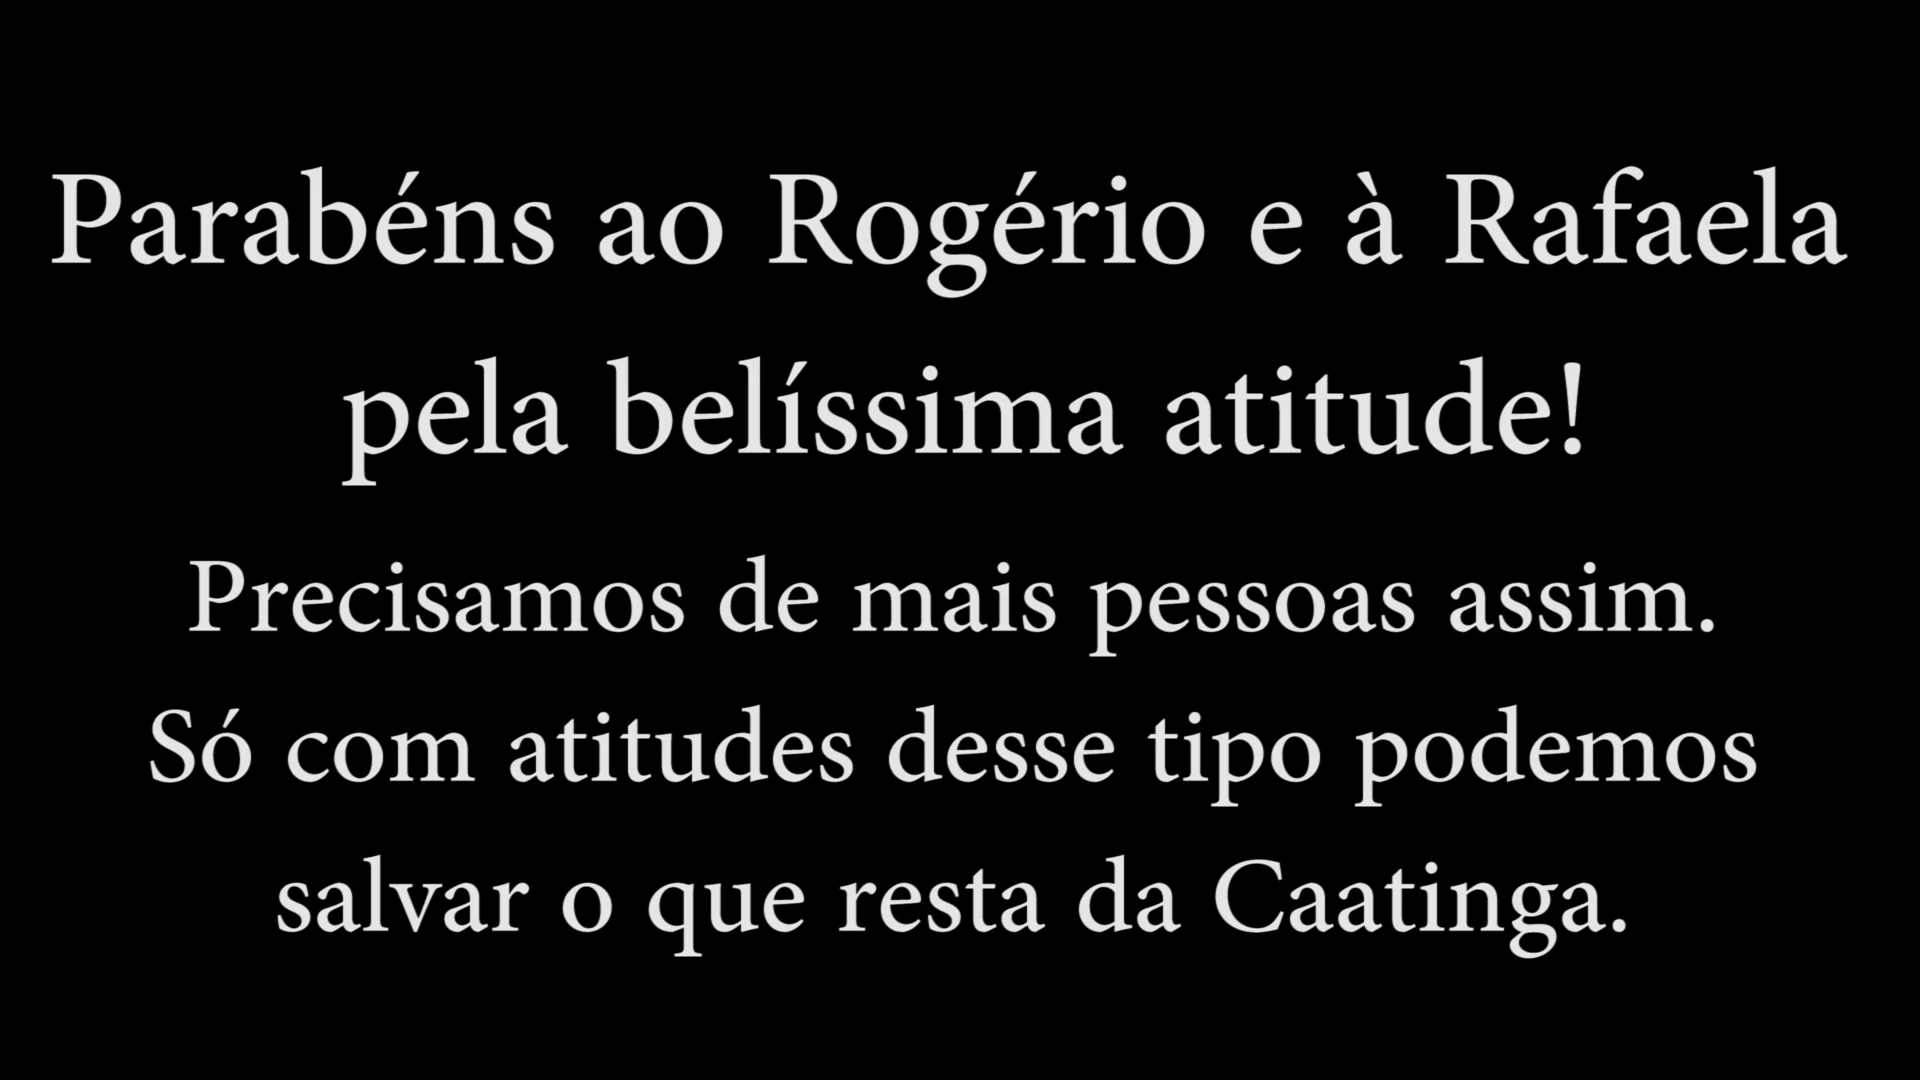 Parabéns ao Rogério e à Rafaela
pela belíssima atitude!
Precisamos de mais pessoas assim.
Só com atitudes desse tipo podemos
salvar o que resta da Caatinga.